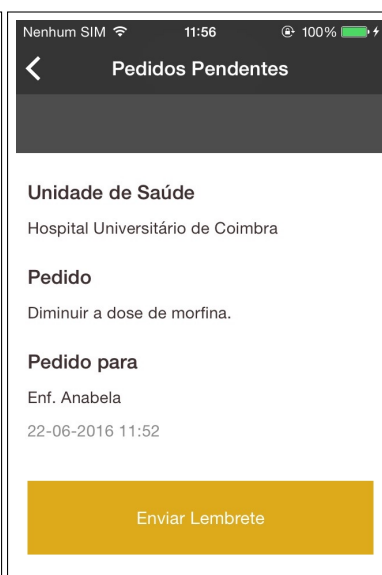 Nenhum SIM 11:56 100%
Pedidos Pendentes
Unidade de Saúde
Hospital Universitário de Coimbra
Pedido
Diminuir a dose de morfina.
Pedido para
Enf. Anabela
22-06-2016 11:52
Enviar Lembrete